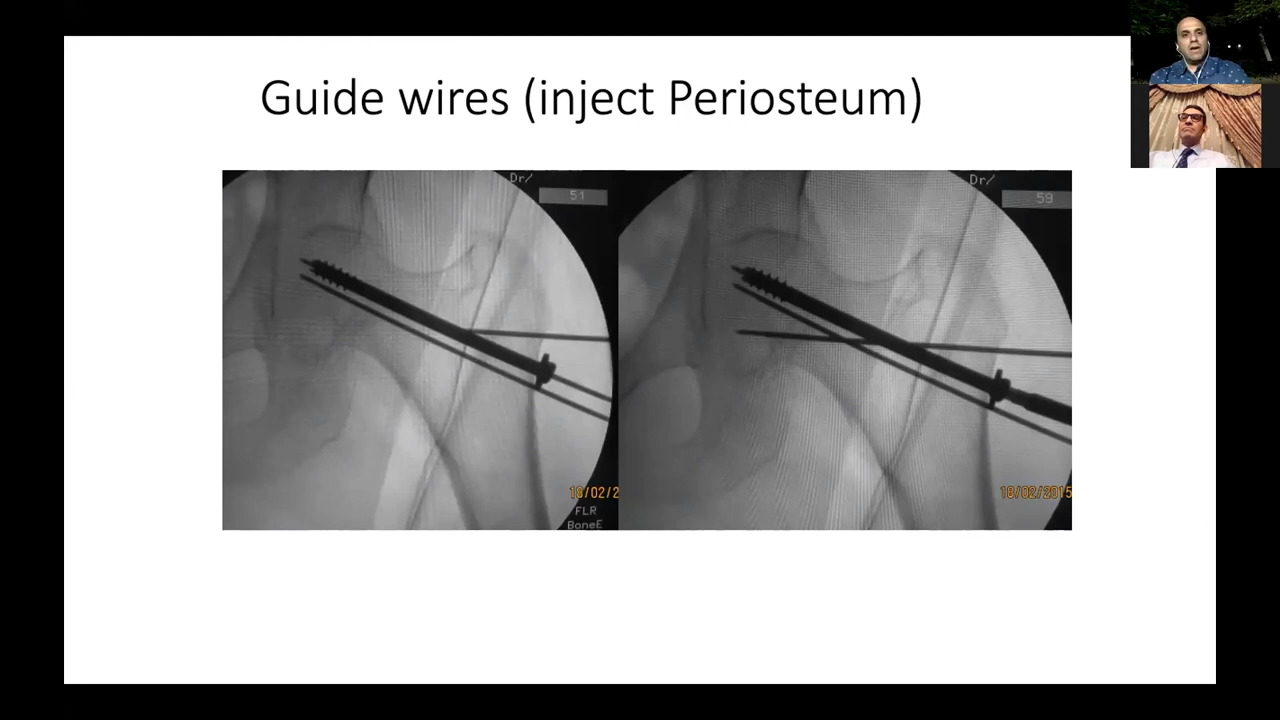 Guide wires (inject Periosteum)
Dr/
51
18/02/2
FLR
BoneE
Dr/
59
18/02/2015